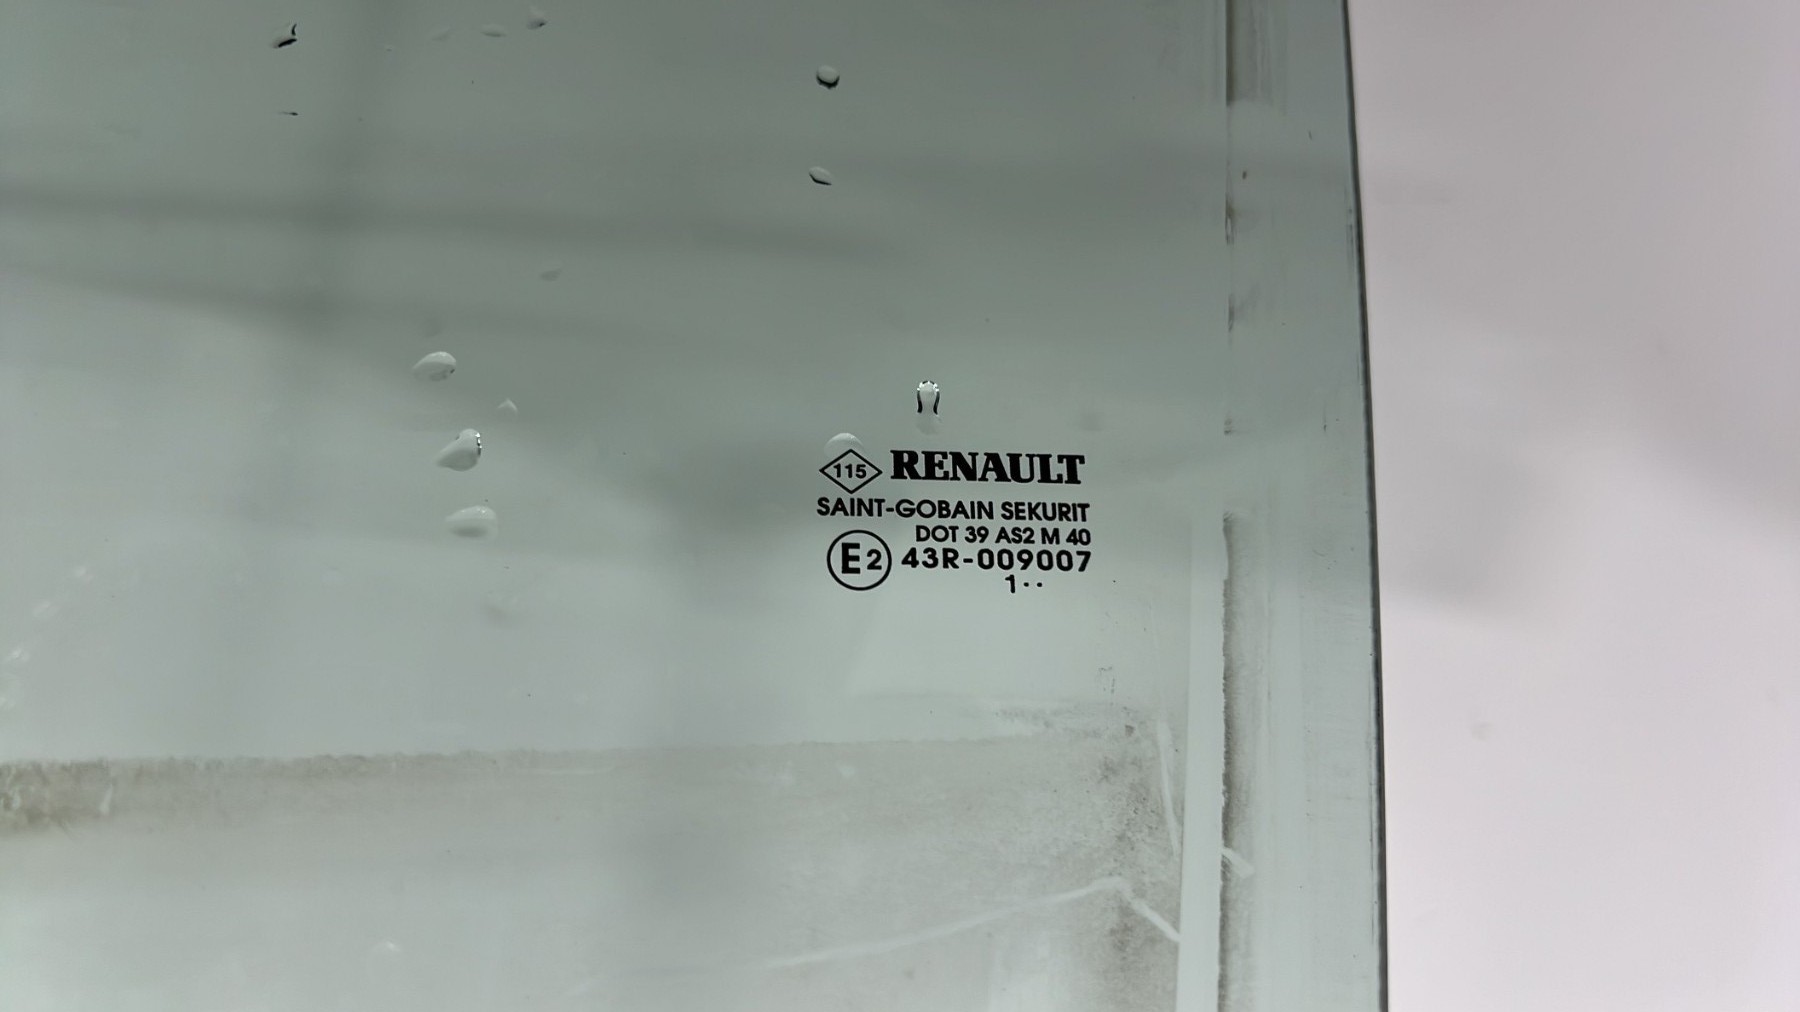 115 RENAULT
SAINT-GOBAIN SEKURIT
DOT 39 AS2 M 40
E2 43R-009007
1··